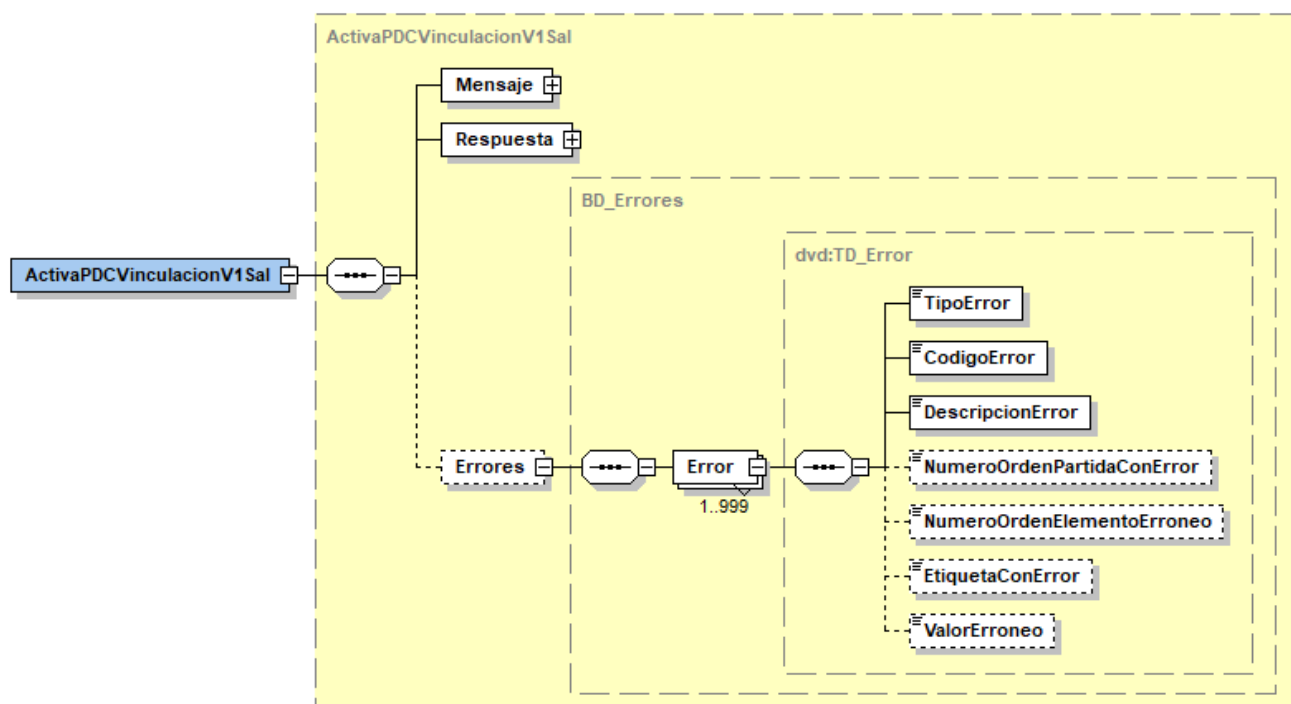 ActivaPDCVinculacionV1Sal
Mensaje
Respuesta
BD_Errores
dvd:TD_Error
ActivaPDCVinculacionV1Sal
TipoError
CodigoError
DescripcionError
Errores
Error
NumeroOrdenPartidaConError
1..999
NumeroOrdenElementoErroneo
EtiquetaConError
ValorErroneo